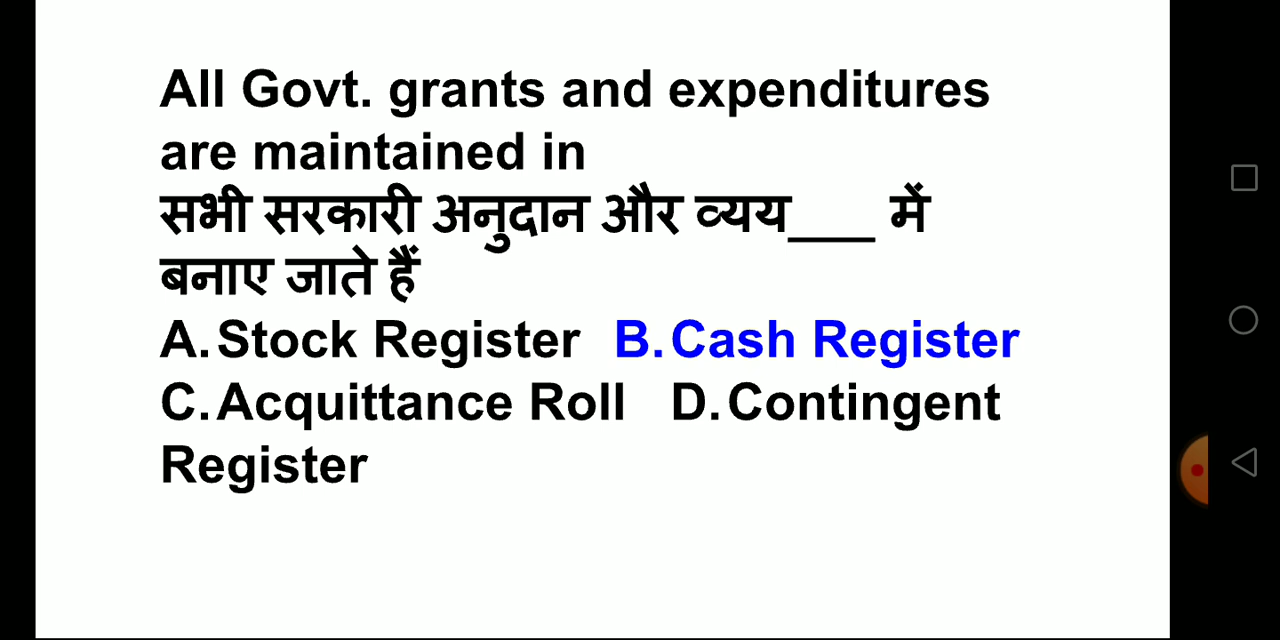 All Govt. grants and expenditures
are maintained in
सभी सरकारी अनुदान और व्यय___ में
बनाए जाते हैं
A.Stock Register B.Cash Register
C.Acquittance Roll D.Contingent
Register